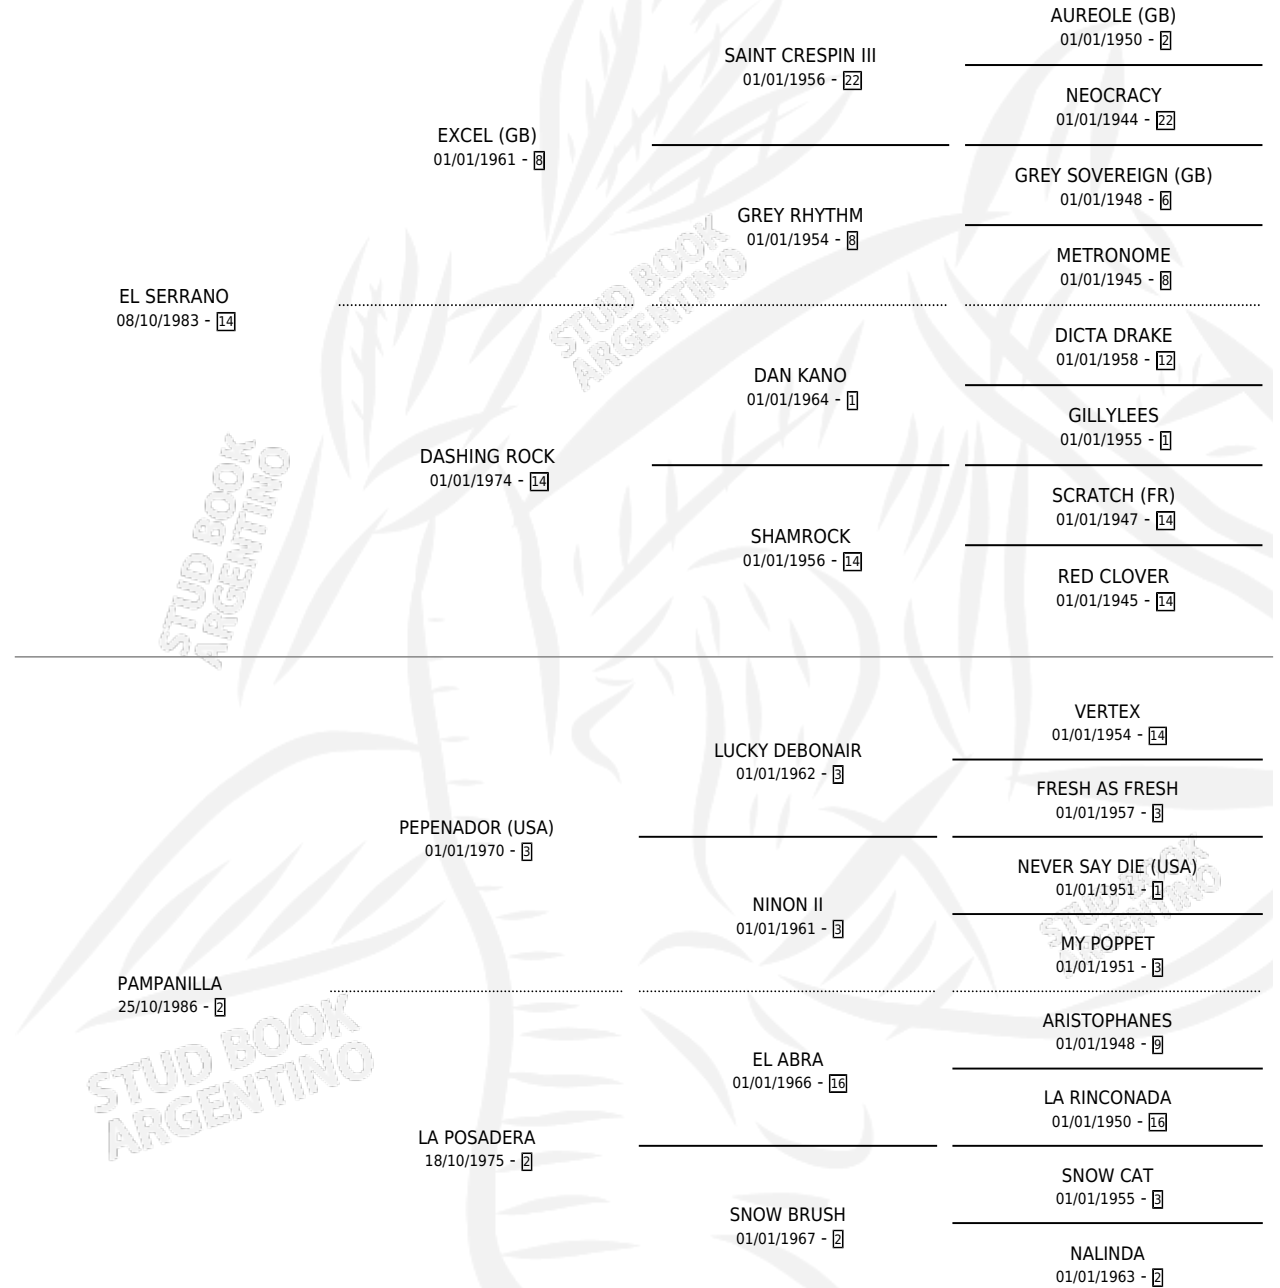 AUREOLE (GB)
01/01/1950 - 2
SAINT CRESPIN III
01/01/1956 - 22
NEOCRACY
01/01/1944 - 22
EXCEL (GB)
01/01/1961 - 8
GREY SOVEREIGN (GB)
01/01/1948 - 6
GREY RHYTHM
01/01/1954 - 8
METRONOME
01/01/1945 - 8
EL SERRANO
08/10/1983 - 14
DICTA DRAKE
01/01/1958 - 12
DAN KANO
01/01/1964 - 1
GILLYLEES
01/01/1955 - 1
DASHING ROCK
01/01/1974 - 14
SCRATCH (FR)
01/01/1947 - 14
SHAMROCK
01/01/1956 - 14
RED CLOVER
01/01/1945 - 14
VERTEX
01/01/1954 - 14
LUCKY DEBONAIR
01/01/1962 - 3
FRESH AS FRESH
01/01/1957 - 3
PEPENADOR (USA)
01/01/1970 - 3
NEVER SAY DIE (USA)
01/01/1951 - 1
NINON II
01/01/1961 - 3
MY POPPET
01/01/1951 - 3
PAMPANILLA
25/10/1986 - 2
ARISTOPHANES
01/01/1948 - 9
EL ABRA
01/01/1966 - 16
LA RINCONADA
01/01/1950 - 16
LA POSADERA
18/10/1975 - 2
SNOW CAT
01/01/1955 - 3
SNOW BRUSH
01/01/1967 - 2
NALINDA
01/01/1963 - 2
STUD BOOK
ARGENTINO
STUD BOOK
ARGENTINO
STUD BOOK
ARGENTINO
STUD BOOK
ARGENTINO